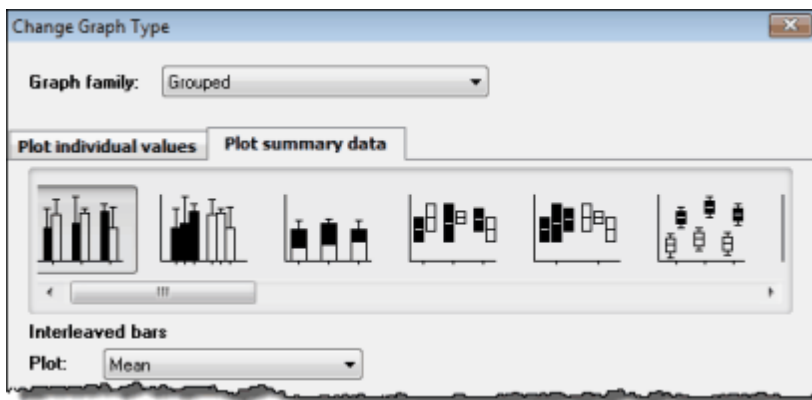 Change Graph Type
Graph family: Grouped
Plot individual values Plot summary data
Interleaved bars
Plot: Mean